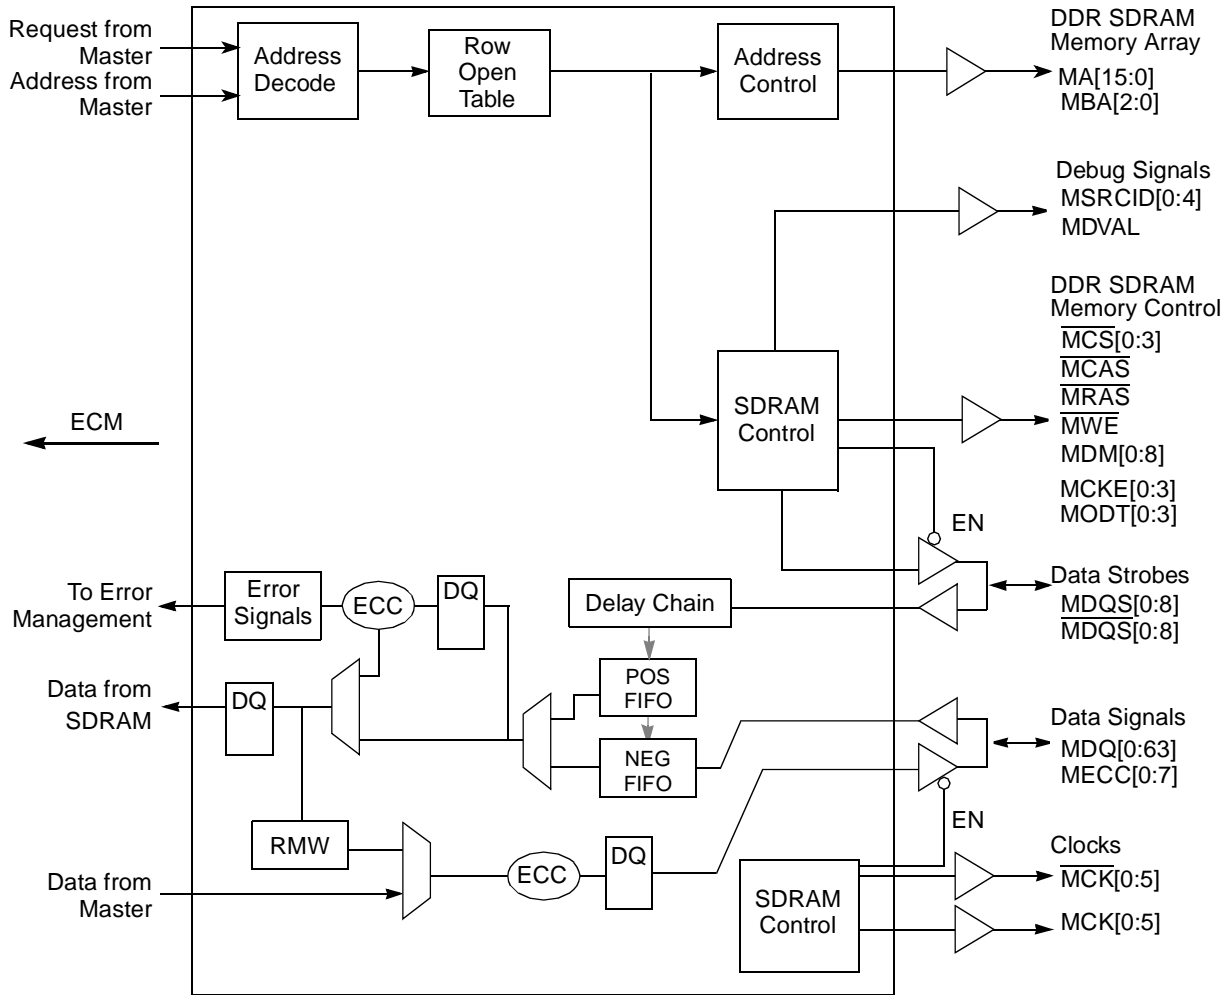 Request from
Master
Address from
Master
Address
Decode
Row
Open
Table
Address
Control
DDR SDRAM
Memory Array
MA[15:0]
MBA[2:0]
Debug Signals
MSRCID[0:4]
MDVAL
DDR SDRAM
Memory Control
MCS[0:3]
MCAS
MRAS
MWE
MDM[0:8]
MCKE[0:3]
MODT[0:3]
ECM
SDRAM
Control
EN
To Error
Management
Error
Signals
ECC
DQ
Delay Chain
Data Strobes
MDQS[0:8]
MDQS[0:8]
Data from
SDRAM
DQ
POS
FIFO
NEG
FIFO
Data Signals
MDQ[0:63]
MECC[0:7]
EN
RMW
Data from
Master
ECC
DQ
SDRAM
Control
Clocks
MCK[0:5]
MCK[0:5]